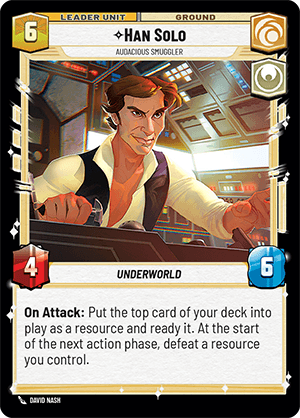 LEADER UNIT GROUND
6
HAN SOLO
AUDACIOUS SMUGGLER
4
UNDERWORLD
6
On Attack: Put the top card of your deck into
play as a resource and ready it. At the start
of the next action phase, defeat a resource
you control.
DAVID NASH